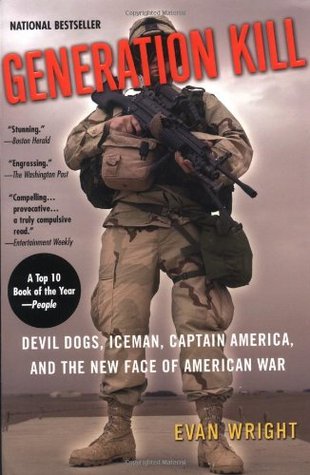 NATIONAL BESTSELLER
GENERATION KILL
"Stunning."
—Boston Herald
"Engrossing."
—The Washington Post
"Compelling...
provocative...
a truly compulsive
read."
—Entertainment Weekly
A Top 10
Book of the Year
—People
DEVIL DOGS, ICEMAN, CAPTAIN AMERICA,
AND THE NEW FACE OF AMERICAN WAR
EVAN WRIGHT